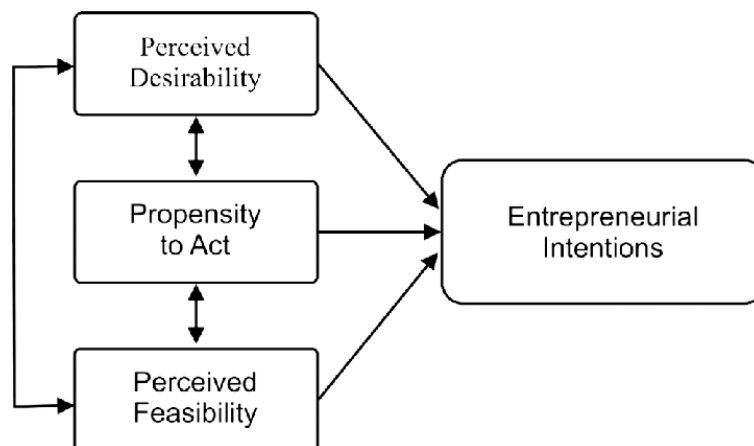 Perceived
Desirability
Propensity
to Act
Entrepreneurial
Intentions
Perceived
Feasibility